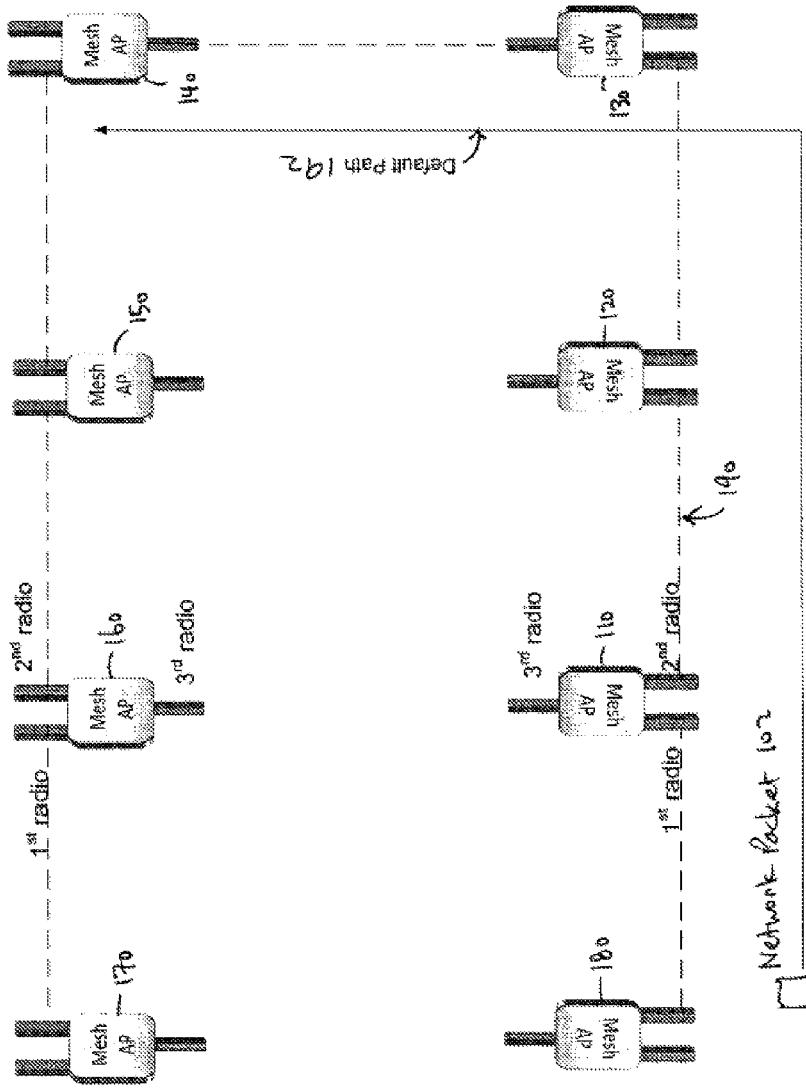 Mesh
AP
170
1st radio
2nd radio
Mesh
AP
160
3rd radio
Mesh
AP
150
Mesh
AP
140
Default Path 192
Mesh
AP
180
3rd radio
Mesh
AP
110
1st radio
2nd radio
Mesh
AP
120
190
Mesh
AP
130
Network Packet 102